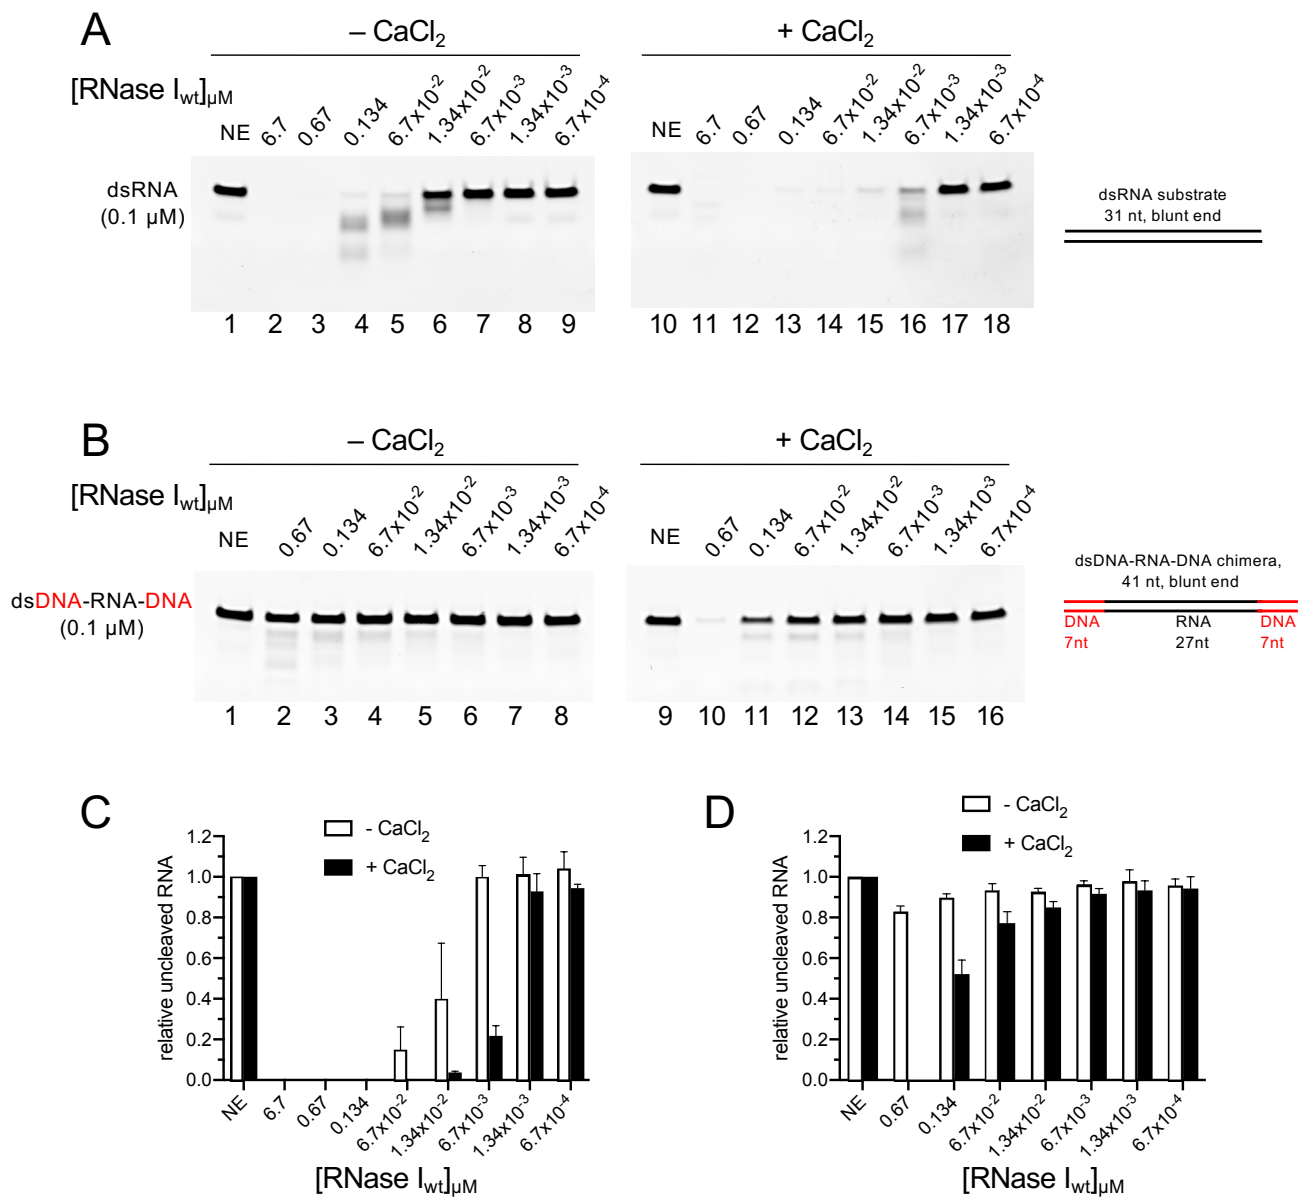 A
– CaCl₂
+ CaCl₂
[RNase I_wt]_µM
NE 6.7 0.67 0.134 6.7x10⁻² 1.34x10⁻² 6.7x10⁻³ 1.34x10⁻³ 6.7x10⁻⁴
NE 6.7 0.67 0.134 6.7x10⁻² 1.34x10⁻² 6.7x10⁻³ 1.34x10⁻³ 6.7x10⁻⁴
dsRNA
(0.1 µM)
dsRNA substrate
31 nt, blunt end
1 2 3 4 5 6 7 8 9
10 11 12 13 14 15 16 17 18
B
– CaCl₂
+ CaCl₂
[RNase I_wt]_µM
NE 0.67 0.134 6.7x10⁻² 1.34x10⁻² 6.7x10⁻³ 1.34x10⁻³ 6.7x10⁻⁴
NE 0.67 0.134 6.7x10⁻² 1.34x10⁻² 6.7x10⁻³ 1.34x10⁻³ 6.7x10⁻⁴
dsDNA-RNA-DNA
(0.1 µM)
dsDNA-RNA-DNA chimera,
41 nt, blunt end
DNA RNA DNA
7nt 27nt 7nt
1 2 3 4 5 6 7 8
9 10 11 12 13 14 15 16
C
- CaCl₂
+ CaCl₂
relative uncleaved RNA
1.2
1.0
0.8
0.6
0.4
0.2
0.0
NE 6.7 0.67 0.134 6.7x10⁻² 1.34x10⁻² 6.7x10⁻³ 1.34x10⁻³ 6.7x10⁻⁴
[RNase I_wt]_µM
D
- CaCl₂
+ CaCl₂
relative uncleaved RNA
1.2
1.0
0.8
0.6
0.4
0.2
0.0
NE 0.67 0.134 6.7x10⁻² 1.34x10⁻² 6.7x10⁻³ 1.34x10⁻³ 6.7x10⁻⁴
[RNase I_wt]_µM